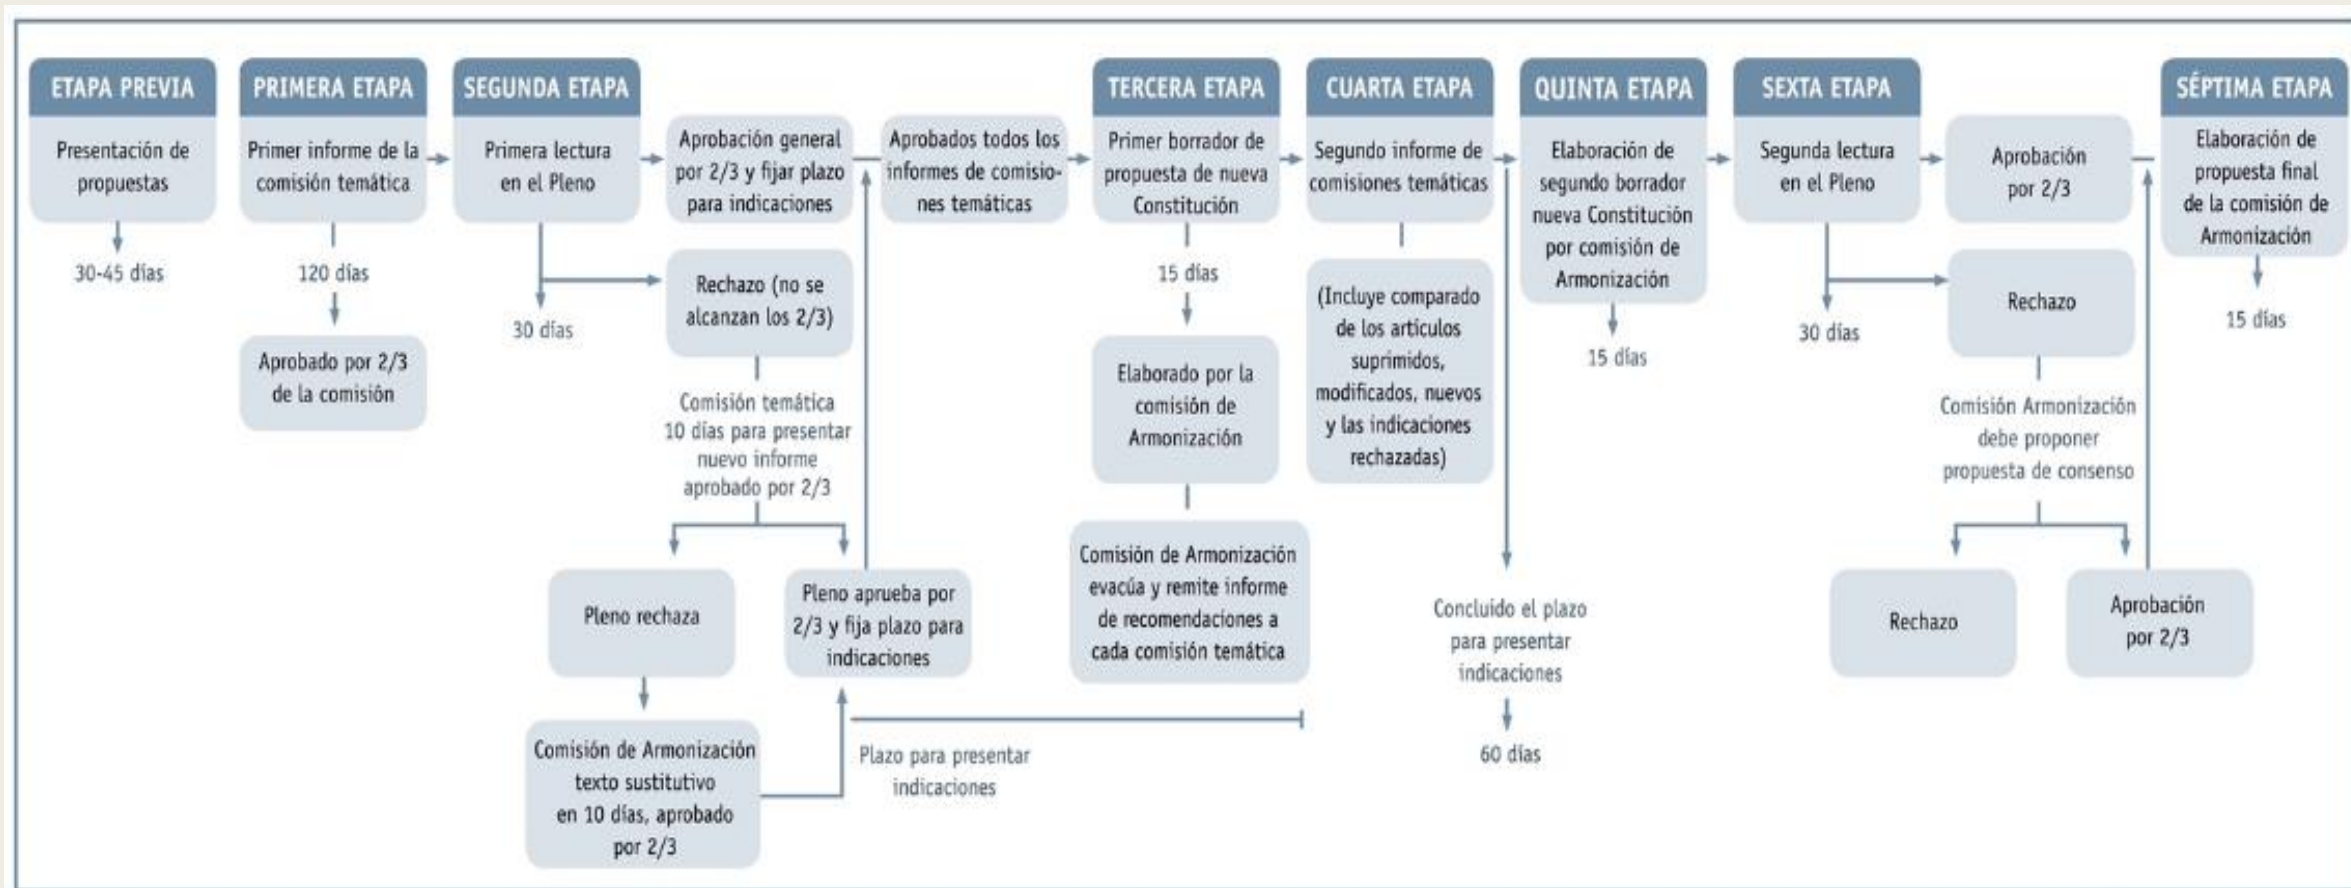 ETAPA PREVIA
Presentación de
propuestas
30-45 días
PRIMERA ETAPA
Primer informe de la
comisión temática
120 días
Aprobado por 2/3
de la comisión
SEGUNDA ETAPA
Primera lectura
en el Pleno
30 días
Aprobación general
por 2/3 y fijar plazo
para indicaciones
Rechazo (no se
alcanzan los 2/3)
Comisión temática
10 días para presentar
nuevo informe
aprobado por 2/3
Pleno rechaza
Pleno aprueba por
2/3 y fija plazo para
indicaciones
Comisión de Armonización
texto sustitutivo
en 10 días, aprobado
por 2/3
Plazo para presentar
indicaciones
Aprobados todos los
informes de comisio-
nes temáticas
TERCERA ETAPA
Primer borrador de
propuesta de nueva
Constitución
15 días
Elaborado por la
comisión de
Armonización
Comisión de Armonización
evacúa y remite informe
de recomendaciones a
cada comisión temática
CUARTA ETAPA
Segundo informe de
comisiones temáticas
(Incluye comparado
de los artículos
suprimidos,
modificados, nuevos
y las indicaciones
rechazadas)
Concluido el plazo
para presentar
indicaciones
60 días
QUINTA ETAPA
Elaboración de
segundo borrador
nueva Constitución
por comisión de
Armonización
15 días
SEXTA ETAPA
Segunda lectura
en el Pleno
30 días
Aprobación
por 2/3
Rechazo
Comisión Armonización
debe proponer
propuesta de consenso
Rechazo
Aprobación
por 2/3
SÉPTIMA ETAPA
Elaboración de
propuesta final
de la comisión de
Armonización
15 días